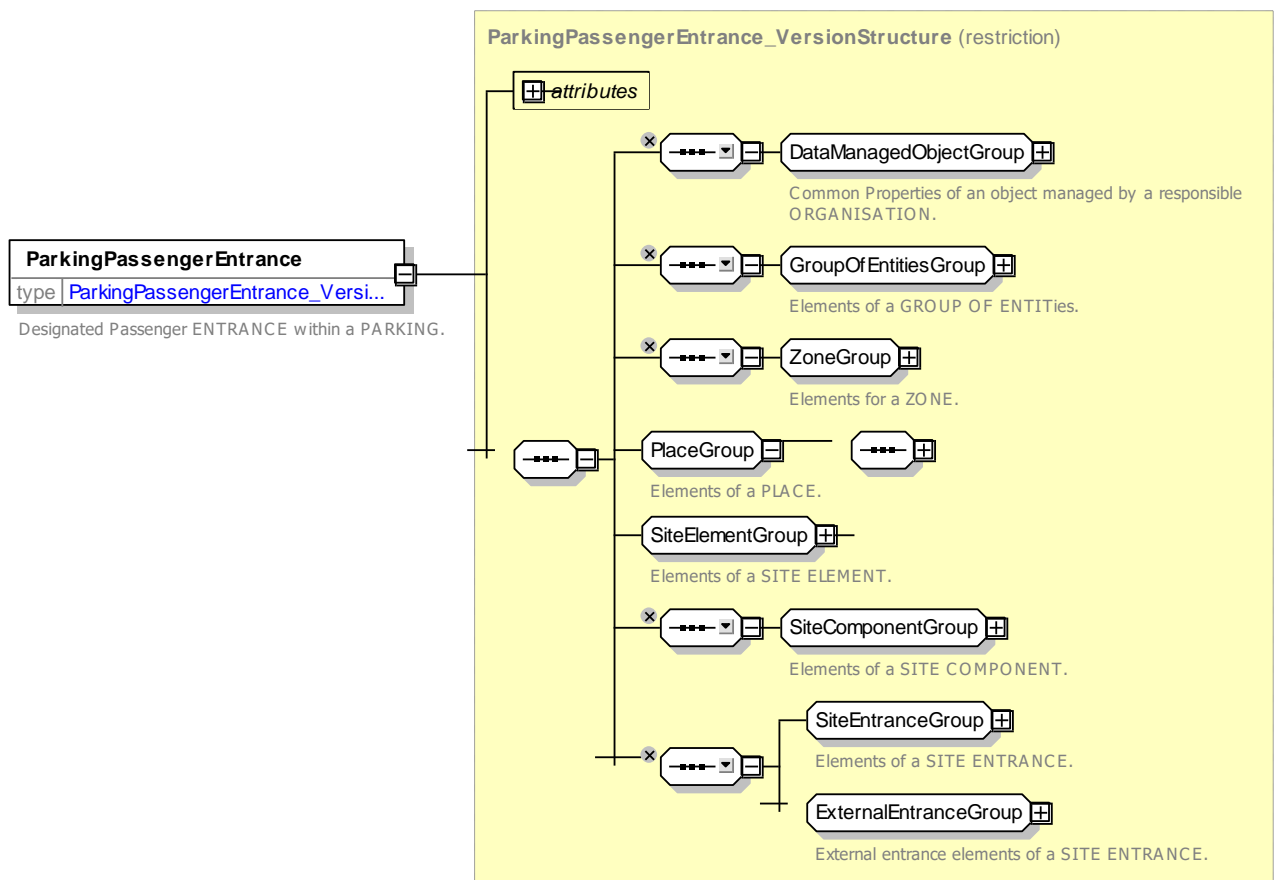 ParkingPassengerEntrance_VersionStructure (restriction)
attributes
DataManagedObjectGroup
Common Properties of an object managed by a responsible
ORGANISATION.
GroupOfEntitiesGroup
Elements of a GROUP OF ENTITies.
ParkingPassengerEntrance
type ParkingPassengerEntrance_Versi...
Designated Passenger ENTRANCE within a PARKING.
ZoneGroup
Elements for a ZONE.
PlaceGroup
Elements of a PLACE.
SiteElementGroup
Elements of a SITE ELEMENT.
SiteComponentGroup
Elements of a SITE COMPONENT.
SiteEntranceGroup
Elements of a SITE ENTRANCE.
ExternalEntranceGroup
External entrance elements of a SITE ENTRANCE.